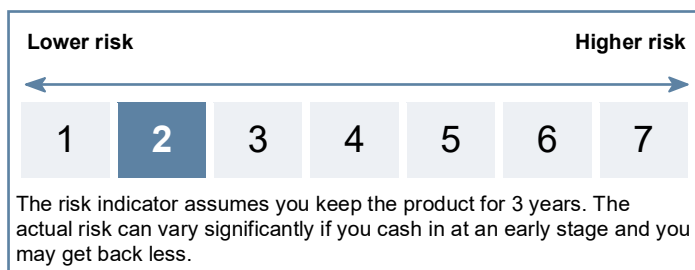 Lower risk Higher risk
1 2 3 4 5 6 7
The risk indicator assumes you keep the product for 3 years. The
actual risk can vary significantly if you cash in at an early stage and you
may get back less.